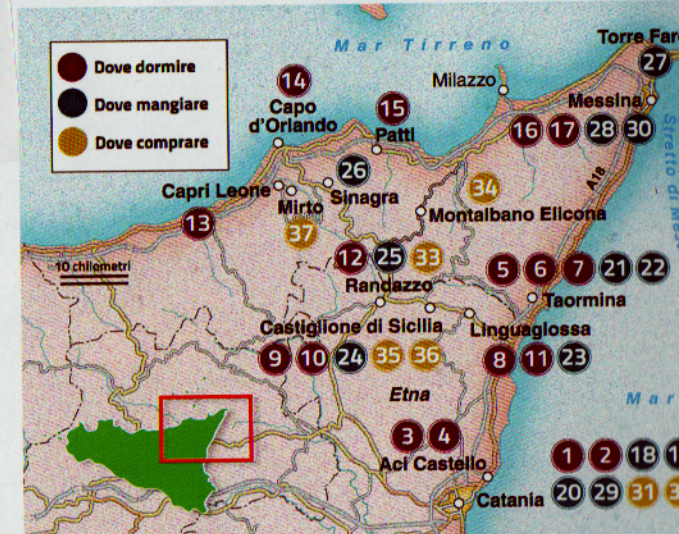 Mar Tirreno
Torre
Dove dormire
Dove mangiare
Dove comprare
14
Capo
d'Orlando
15
Patti
Milazzo
27
Messina
16 17 28 30
A18
Stretto di
26
Sinagra
Capri Leone
Mirto
13
37
34
Montalbano Elicona
10 chilometri
12 25 33
Randazzo
5 6 7 21 22
Taormina
Castiglione di Sicilia
Linguaglossa
9 10 24 35 36
8 11 23
Etna
Mar
3 4
Aci Castello
1 2 18
20 29 31
Catania